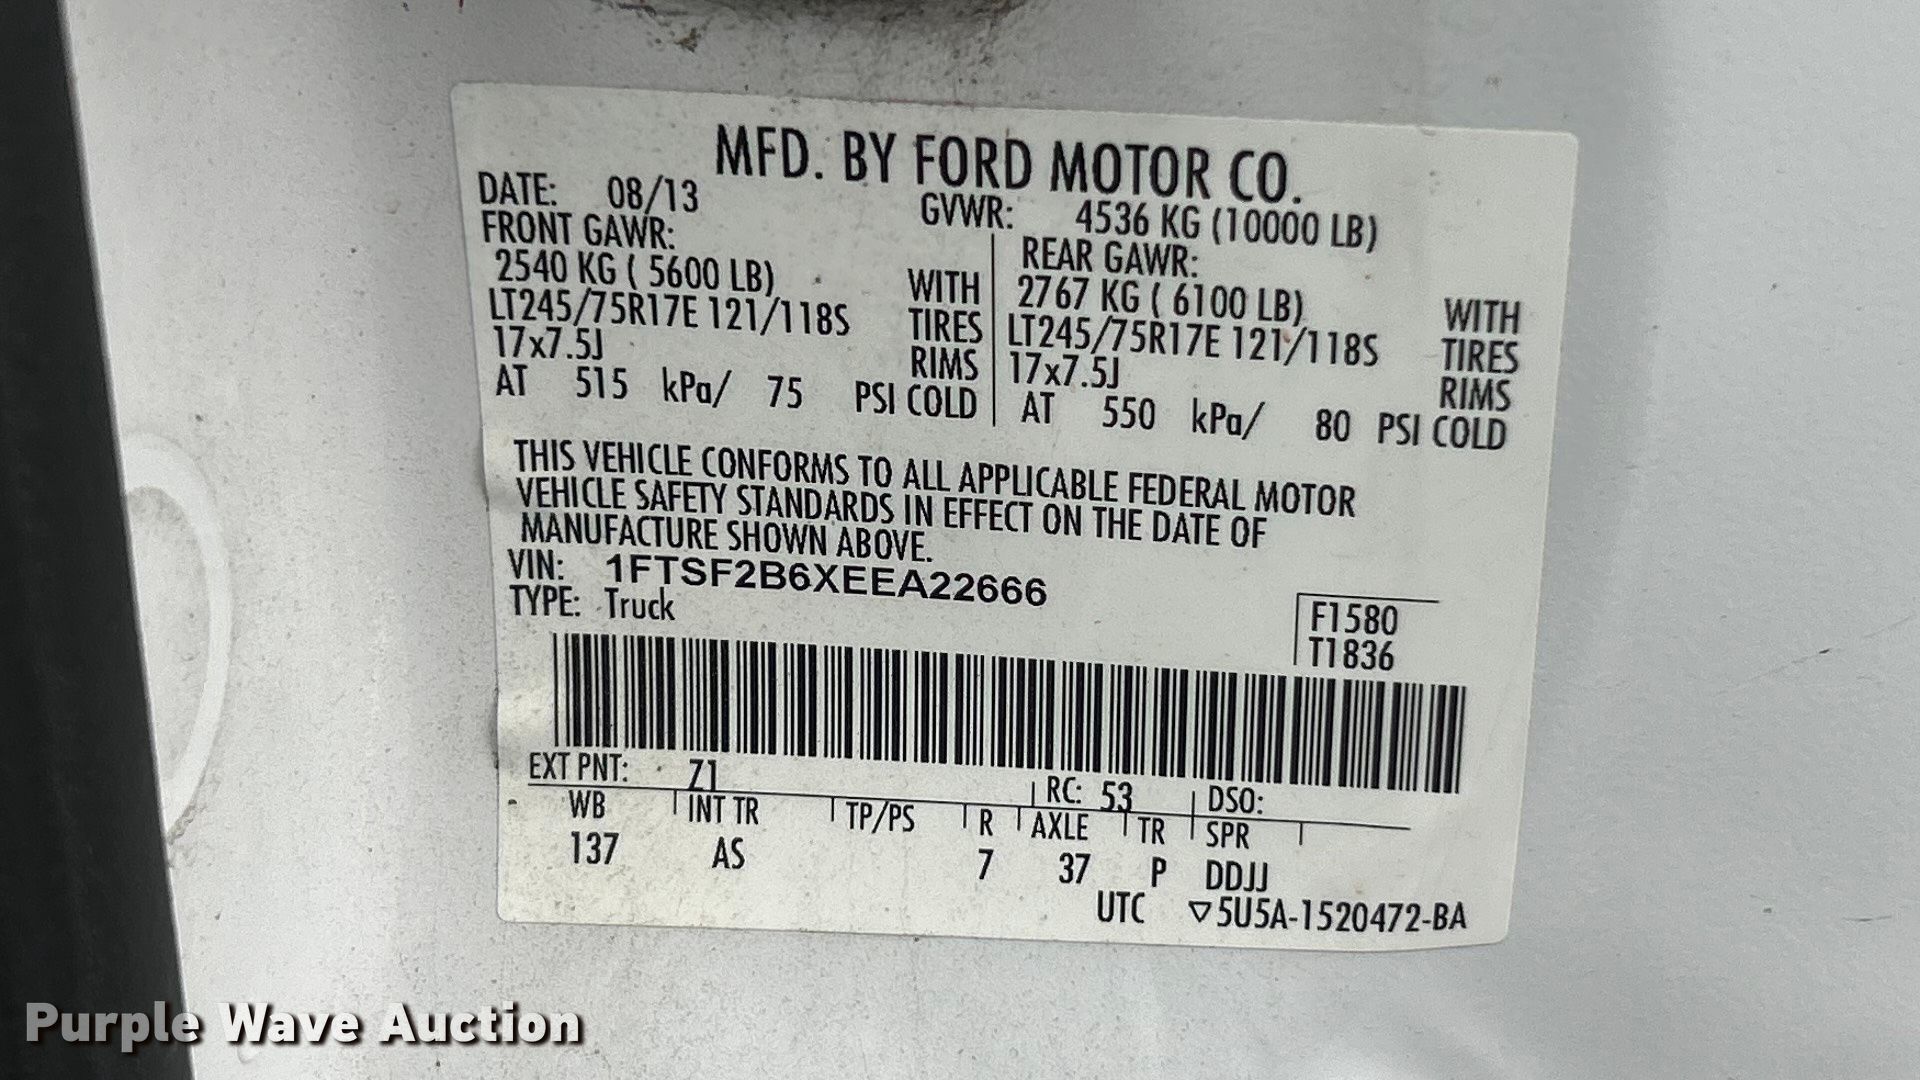 MFD. BY FORD MOTOR CO.
DATE: 08/13 GVWR: 4536 KG (10000 LB)
FRONT GAWR: REAR GAWR:
2540 KG ( 5600 LB) WITH 2767 KG ( 6100 LB) WITH
LT245/75R17E 121/118S TIRES LT245/75R17E 121/118S TIRES
17x7.5J RIMS 17x7.5J RIMS
AT 515 kPa/ 75 PSI COLD AT 550 kPa/ 80 PSI COLD
THIS VEHICLE CONFORMS TO ALL APPLICABLE FEDERAL MOTOR
VEHICLE SAFETY STANDARDS IN EFFECT ON THE DATE OF
MANUFACTURE SHOWN ABOVE.
VIN: 1FTSF2B6XEEA22666
TYPE: Truck
F1580
T1836
EXT PNT: Z1 RC: 53 DSO:
WB INT TR TP/PS R AXLE TR SPR
137 AS 7 37 P DDJJ
UTC ▽5U5A-1520472-BA
Purple Wave Auction